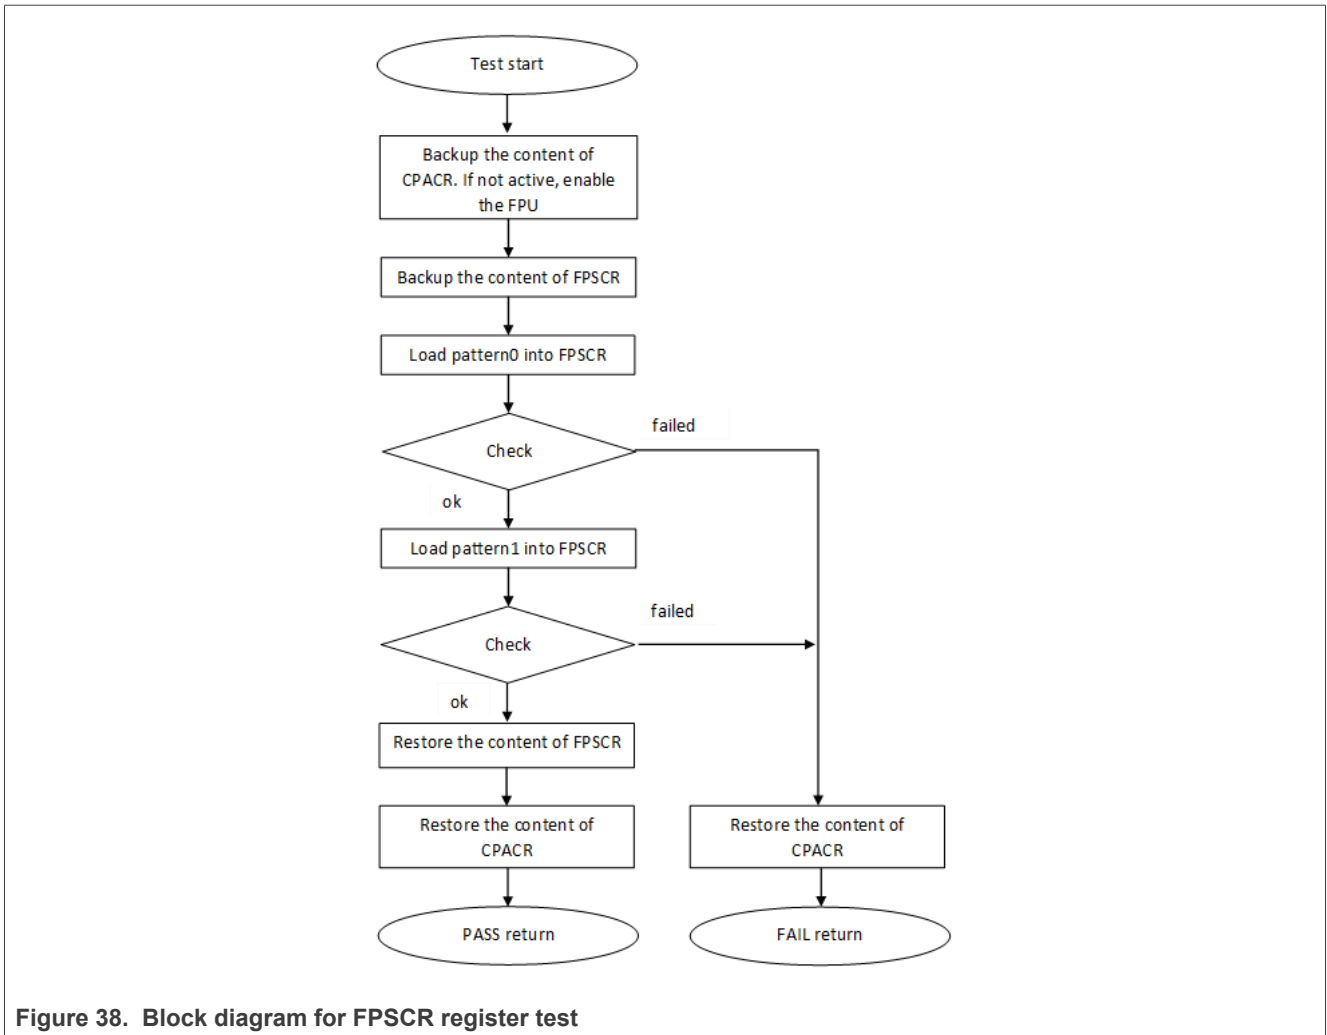 Test start
Backup the content of
CPACR. If not active, enable
the FPU
Backup the content of FPSCR
Load pattern0 into FPSCR
Check
failed
ok
Load pattern1 into FPSCR
Check
failed
ok
Restore the content of FPSCR
Restore the content of
CPACR
Restore the content of
CPACR
PASS return
FAIL return
Figure 38. Block diagram for FPSCR register test